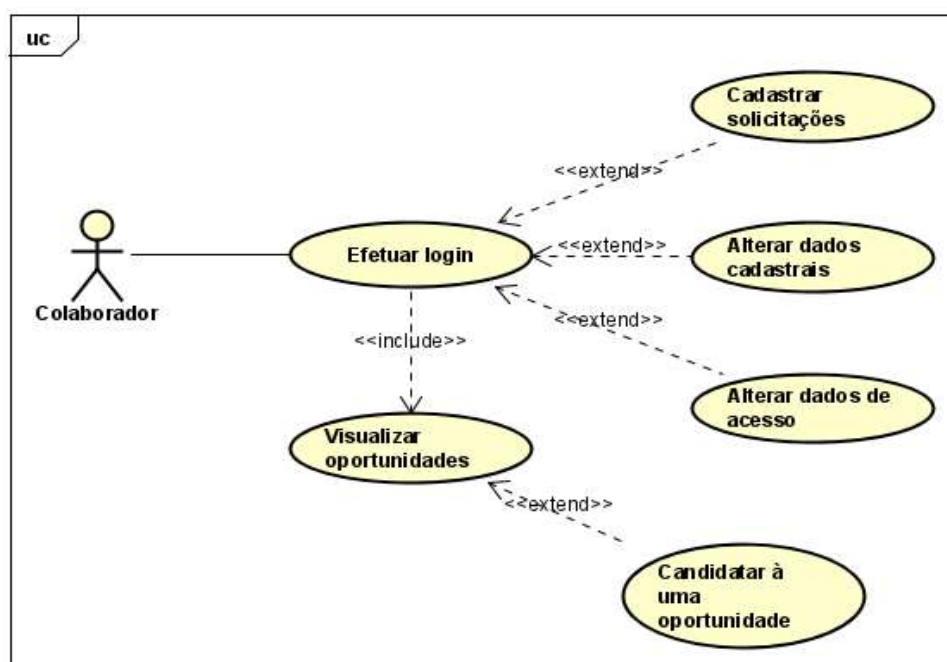 uc
Cadastrar
solicitações
<<extend>>
Efetuar login
<<extend>>
Alterar dados
cadastrais
Colaborador
<<extend>>
<<include>>
Alterar dados de
acesso
Visualizar
oportunidades
<<extend>>
Candidatar à
uma
oportunidade